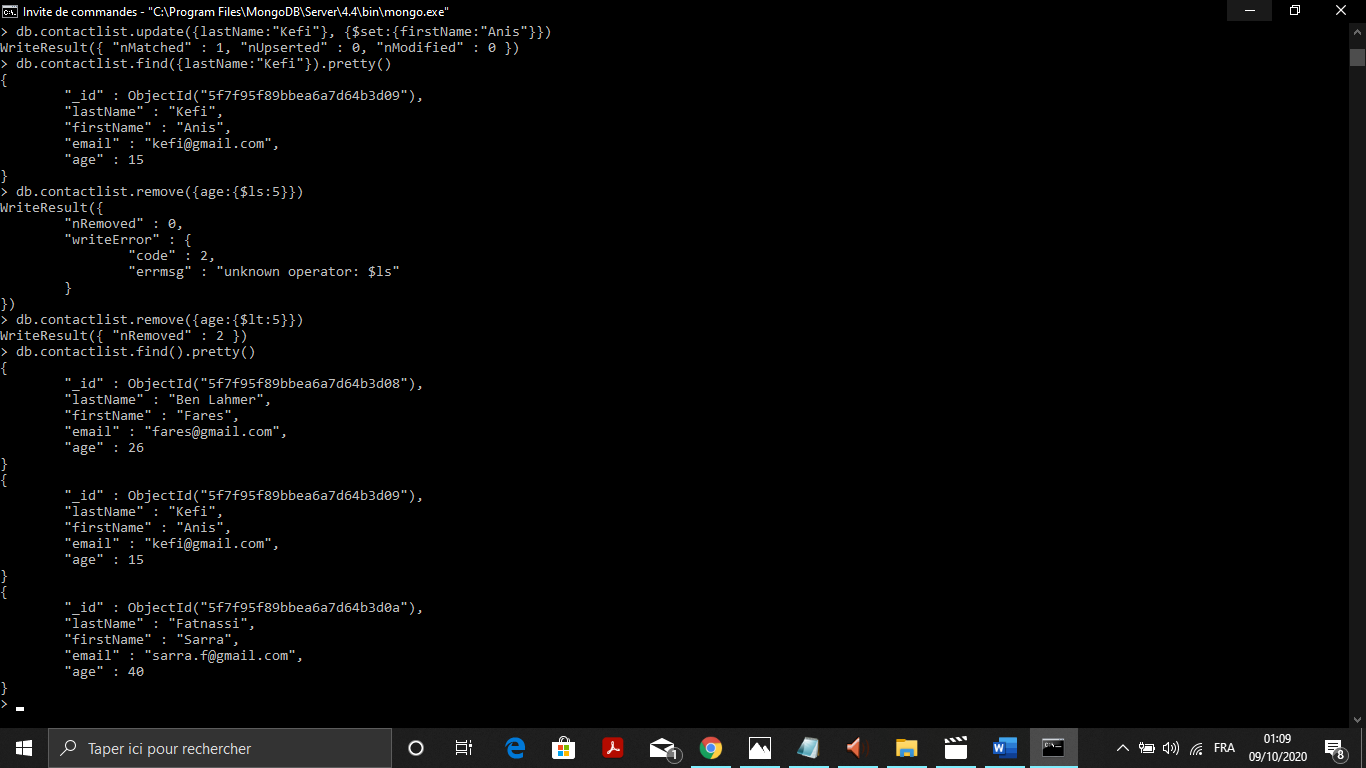 Invite de commandes - "C:\Program Files\MongoDB\Server\4.4\bin\mongo.exe"
> db.contactlist.update({lastName:"Kefi"}, {$set:{firstName:"Anis"}})
WriteResult({ "nMatched" : 1, "nUpserted" : 0, "nModified" : 0 })
> db.contactlist.find({lastName:"Kefi"}).pretty()
{
"_id" : ObjectId("5f7f95f89bbea6a7d64b3d09"),
"lastName" : "Kefi",
"firstName" : "Anis",
"email" : "kefi@gmail.com",
"age" : 15
}
> db.contactlist.remove({age:{$ls:5}})
WriteResult({
"nRemoved" : 0,
"writeError" : {
"code" : 2,
"errmsg" : "unknown operator: $ls"
}
})
> db.contactlist.remove({age:{$lt:5}})
WriteResult({ "nRemoved" : 2 })
> db.contactlist.find().pretty()
{
"_id" : ObjectId("5f7f95f89bbea6a7d64b3d08"),
"lastName" : "Ben Lahmer",
"firstName" : "Fares",
"email" : "fares@gmail.com",
"age" : 26
}
{
"_id" : ObjectId("5f7f95f89bbea6a7d64b3d09"),
"lastName" : "Kefi",
"firstName" : "Anis",
"email" : "kefi@gmail.com",
"age" : 15
}
{
"_id" : ObjectId("5f7f95f89bbea6a7d64b3d0a"),
"lastName" : "Fatnassi",
"firstName" : "Sarra",
"email" : "sarra.f@gmail.com",
"age" : 40
}
>
Taper ici pour rechercher
1
FRA
01:09
09/10/2020
8